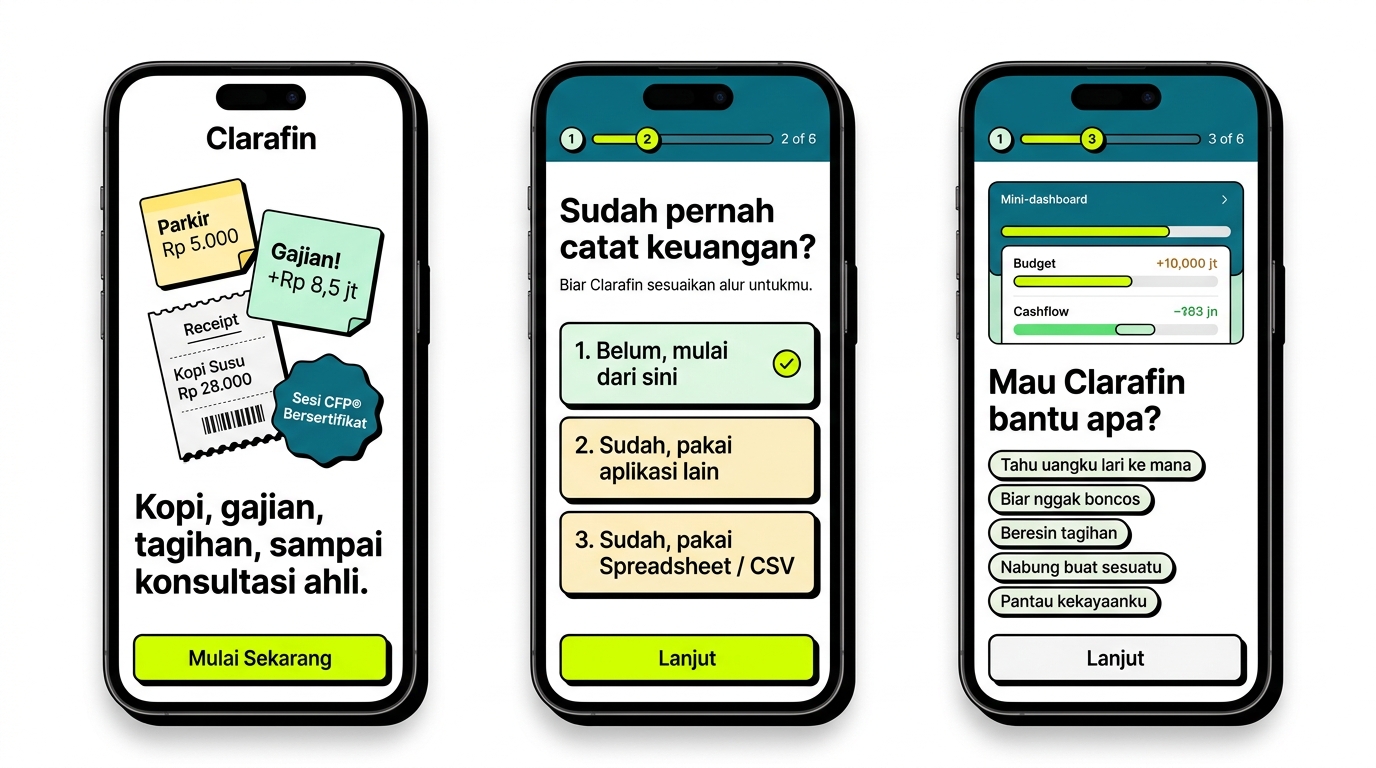 Clarafin
Parkir
Rp 5.000
Gajian!
+Rp 8,5 jt
Receipt
Kopi Susu
Rp 28.000
Sesi CFP®
Bersertifikat
Kopi, gajian,
tagihan, sampai
konsultasi ahli.
Mulai Sekarang
1
2
2 of 6
Sudah pernah
catat keuangan?
Biar Clarafin sesuaikan alur untukmu.
1. Belum, mulai
dari sini
2. Sudah, pakai
aplikasi lain
3. Sudah, pakai
Spreadsheet / CSV
Lanjut
1
3
3 of 6
Mini-dashboard
Budget
+10,000 jt
Cashflow
Mau Clarafin
bantu apa?
Tahu uangku lari ke mana
Biar nggak boncos
Beresin tagihan
Nabung buat sesuatu
Pantau kekayaanku
Lanjut